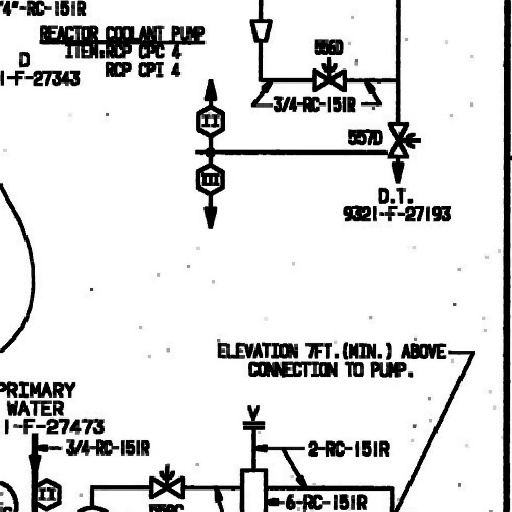 4"-RC-151R
REACTOR COOLANT PUMP
ITEM:RCP CPC 4
RCP CPI 4
D
1-F-27343
556D
3/4-RC-151R
II
557D
III
D.T.
9321-F-27193
ELEVATION 7FT.(MIN.) ABOVE
CONNECTION TO PUMP.
PRIMARY
WATER
1-F-27473
3/4-RC-151R
V
2-RC-151R
II
6-RC-151R